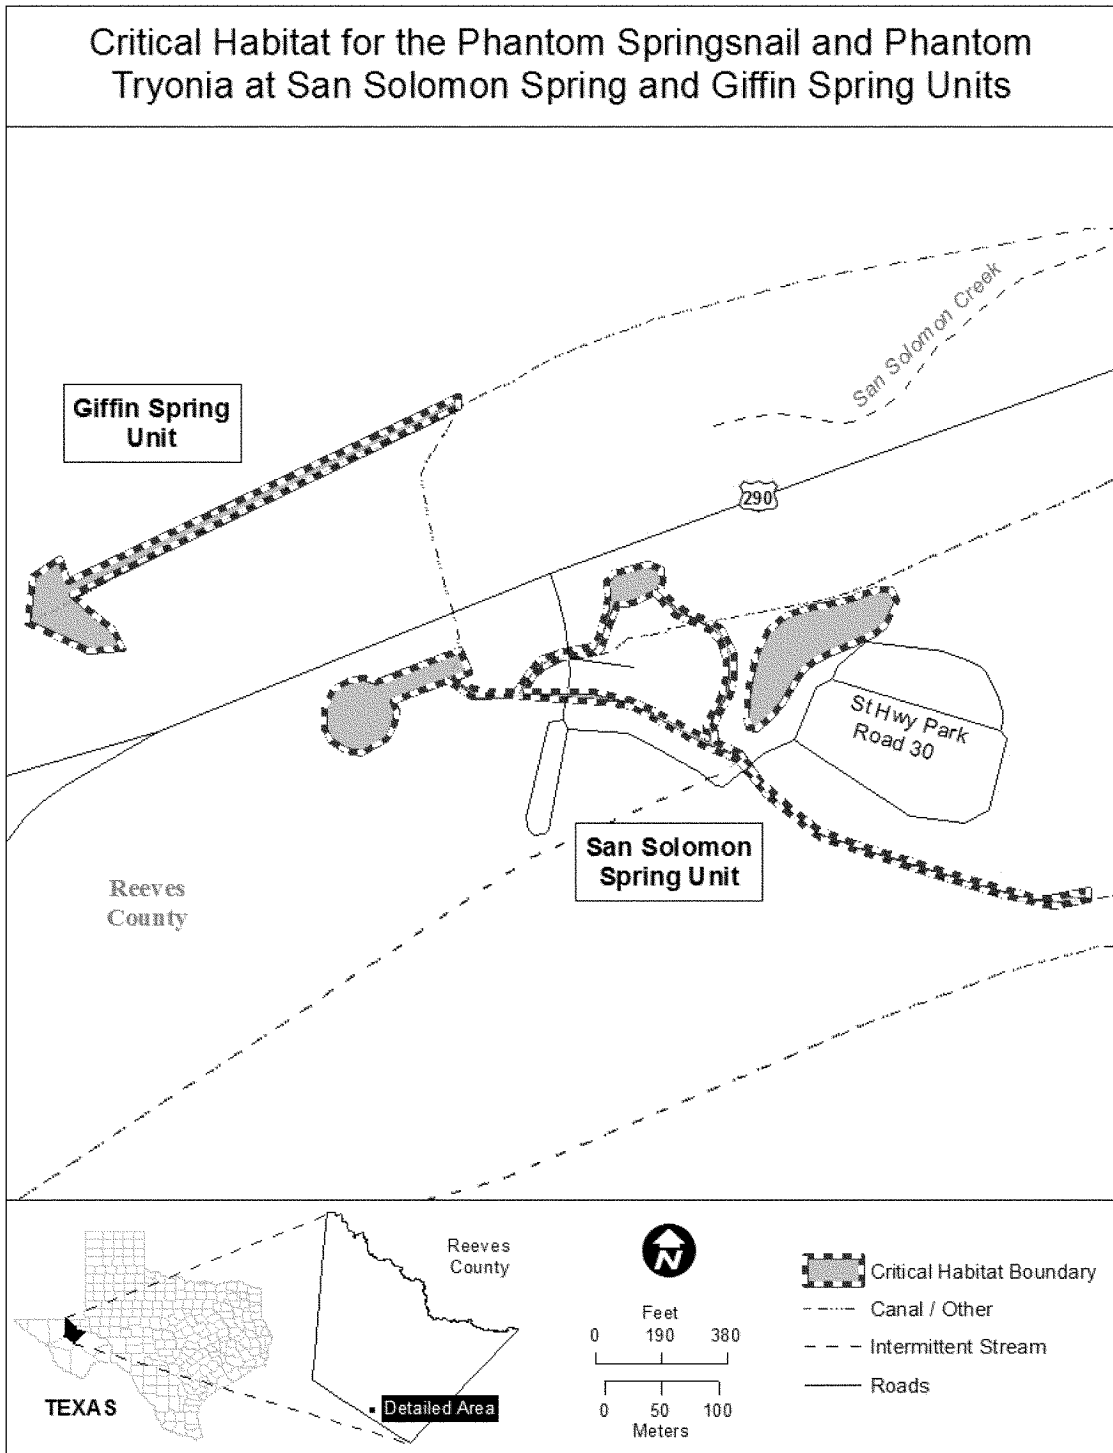 Critical Habitat for the Phantom Springsnail and Phantom
Tryonia at San Solomon Spring and Giffin Spring Units
San Solomon Creek
Giffin Spring
Unit
290
St Hwy Park
Road 30
San Solomon
Spring Unit
Reeves
County
Reeves
County
TEXAS
Detailed Area
N
Feet
0 190 380
0 50 100
Meters
Critical Habitat Boundary
Canal / Other
Intermittent Stream
Roads